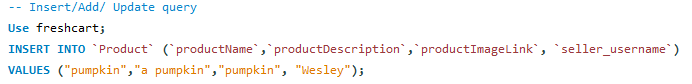 -- Insert/Add/ Update query
Use freshcart;
INSERT INTO `Product` (`productName`,`productDescription`,`productImageLink`, `seller_username`)
VALUES ("pumpkin","a pumpkin","pumpkin", "Wesley");